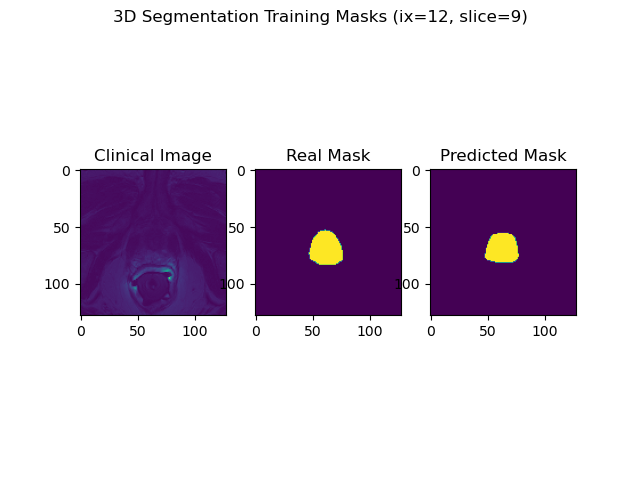 3D Segmentation Training Masks (ix=12, slice=9)
Clinical Image Real Mask Predicted Mask
0 0 0
50 50 50
100 100 100
0 50 100 0 50 100 0 50 100